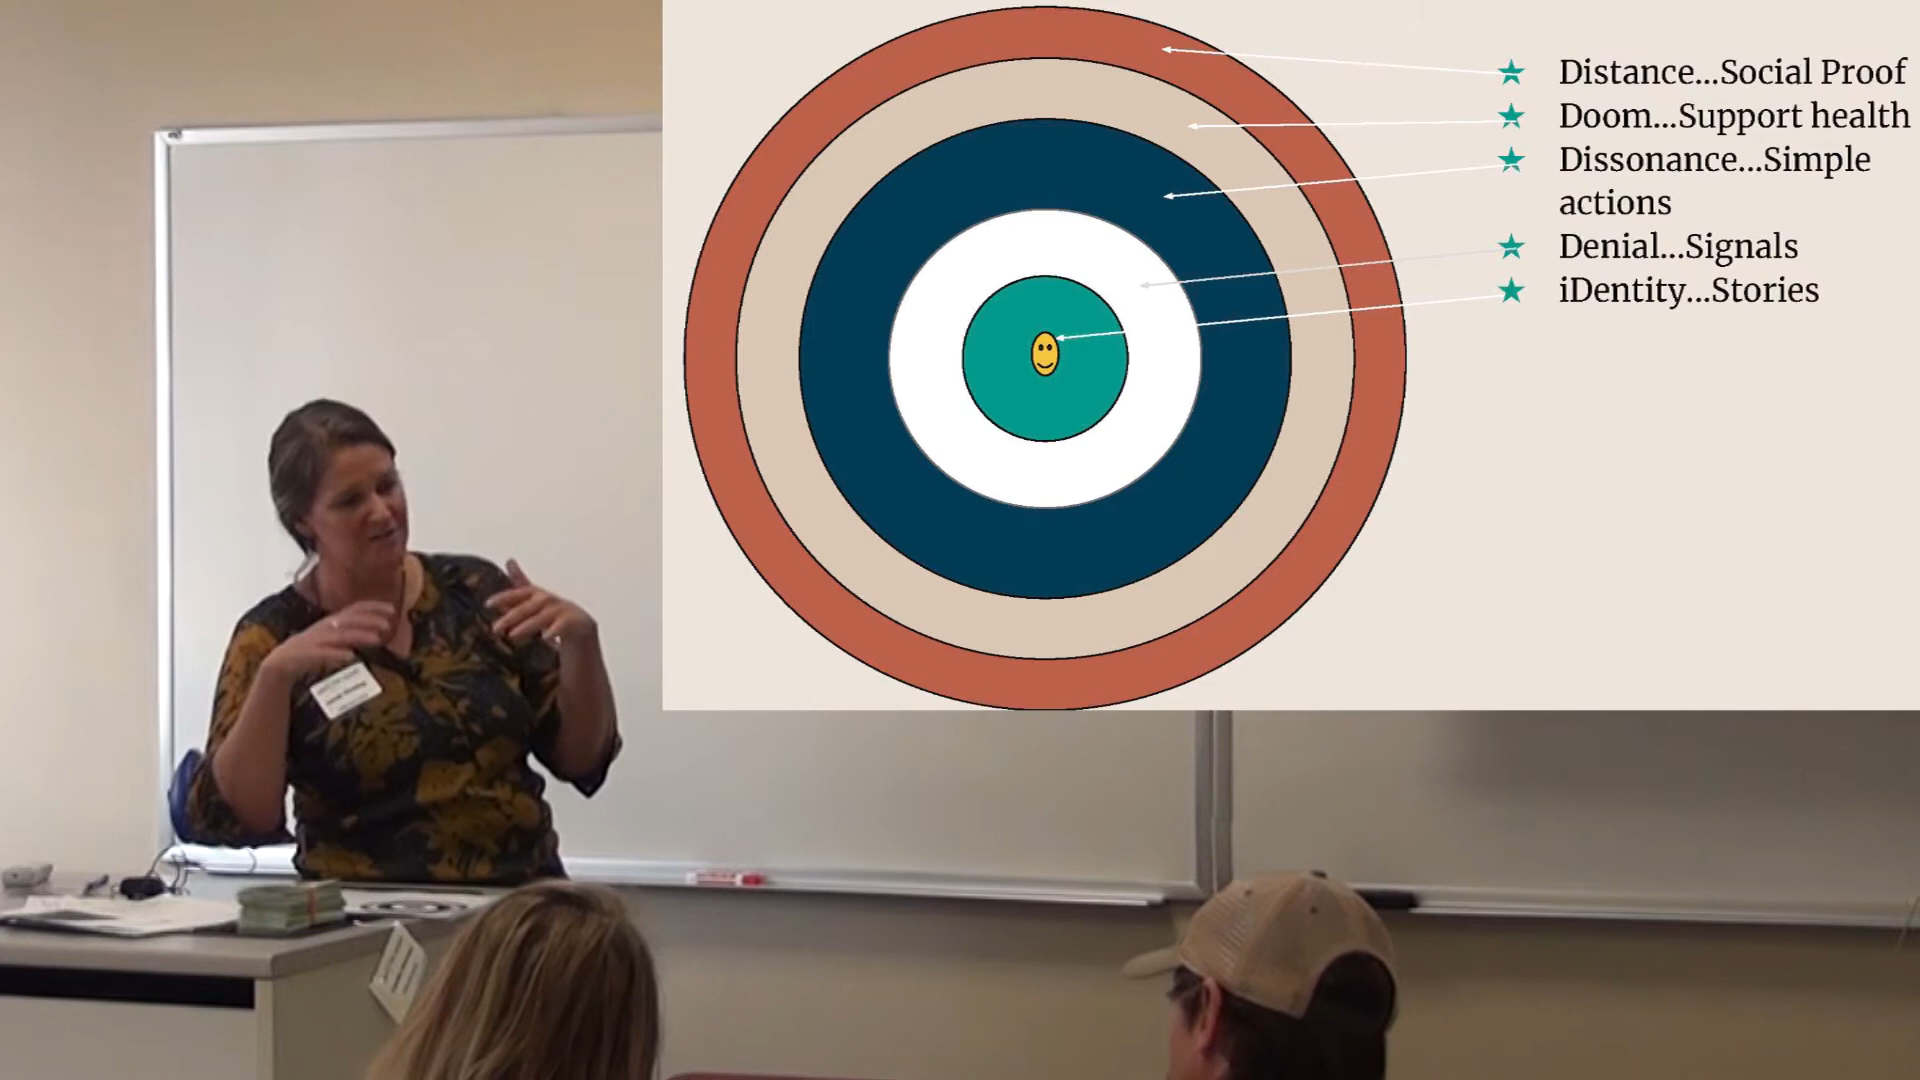 Distance...Social Proof
Doom...Support health
Dissonance...Simple
actions
Denial...Signals
iDentity...Stories